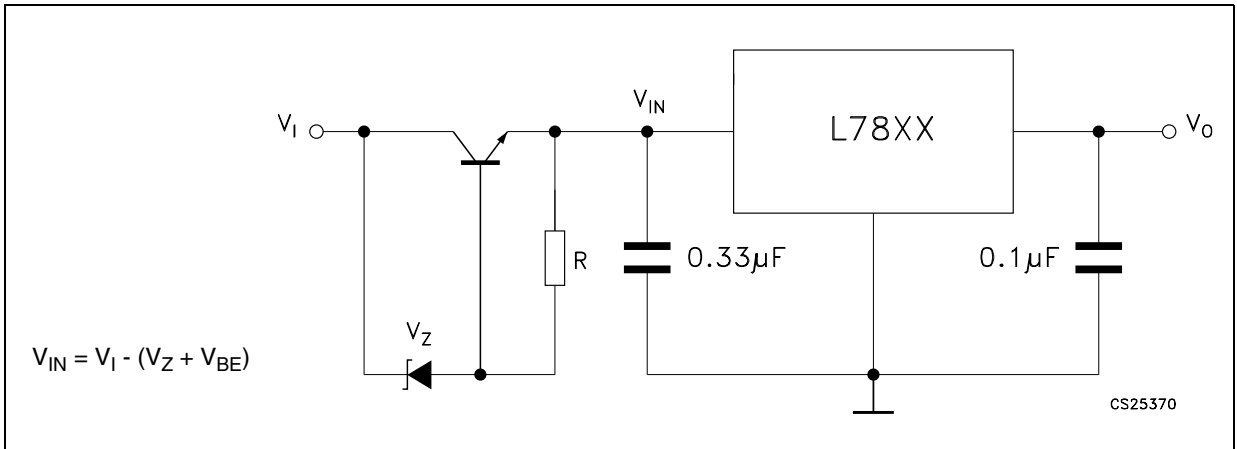 V_IN
V_I
L78XX
V_O
R
0.33µF
0.1µF
V_Z
V_IN = V_I - (V_Z + V_BE)
CS25370